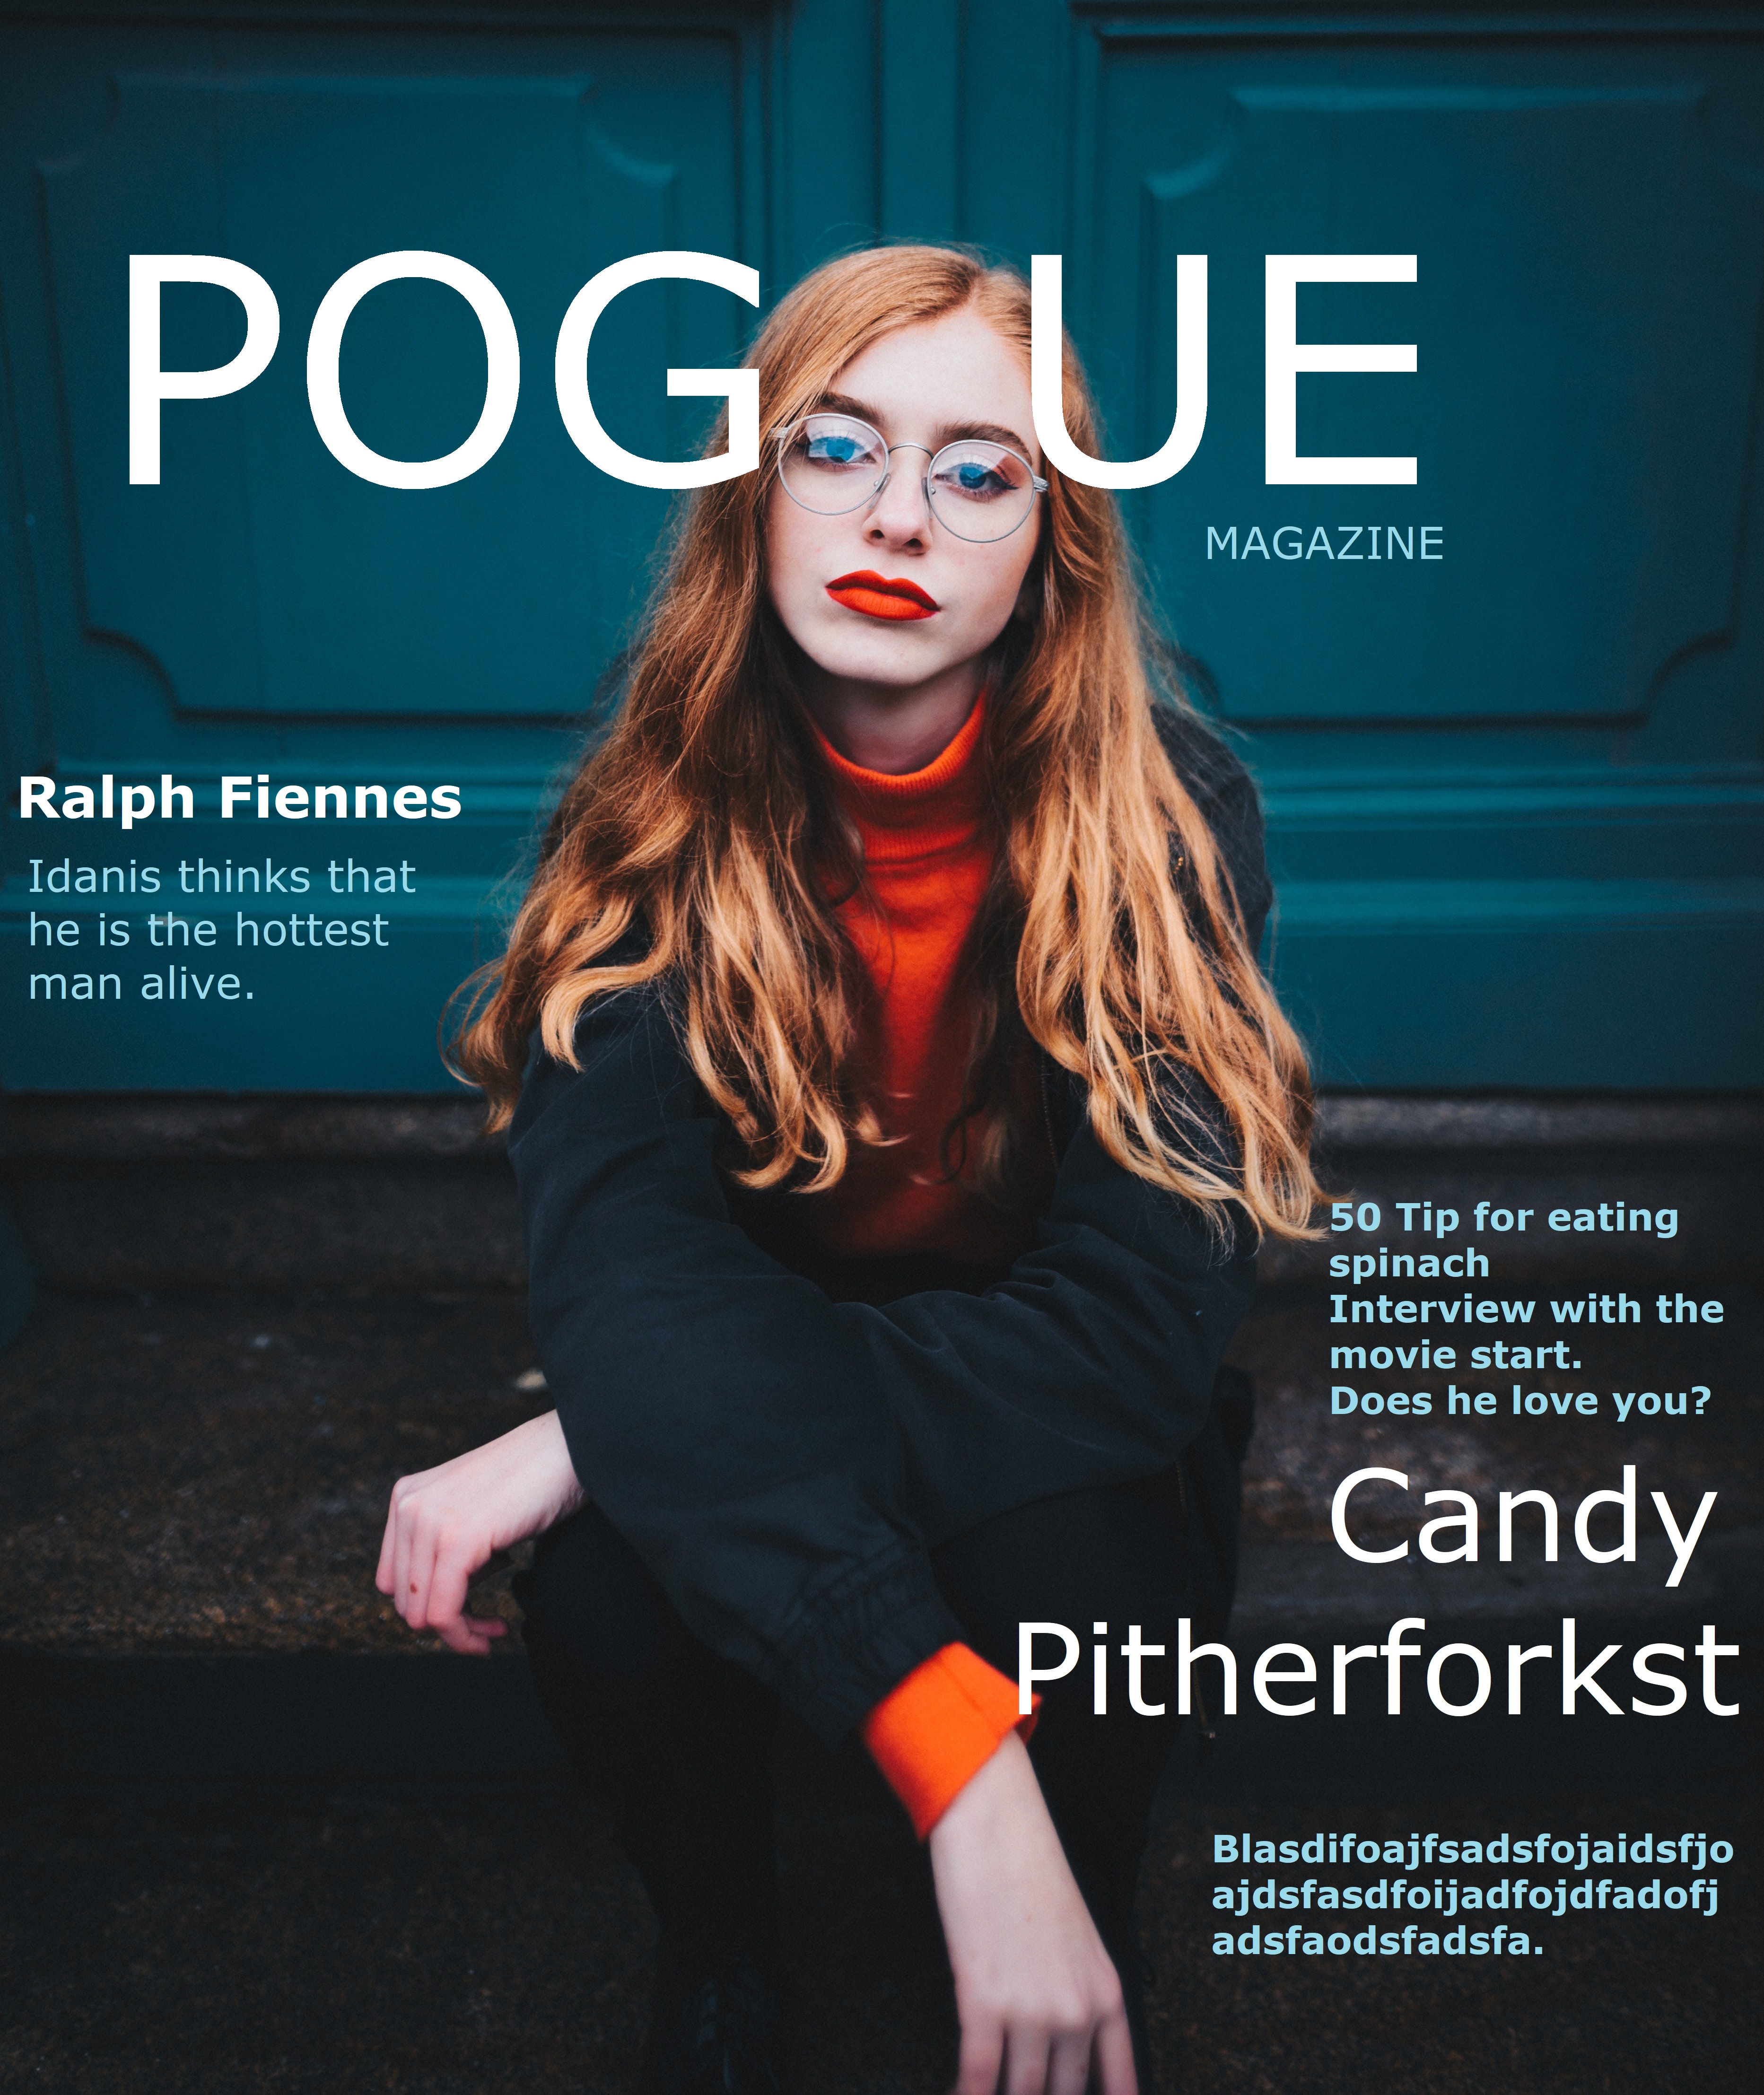 POG UE
MAGAZINE
Ralph Fiennes
Idanis thinks that
he is the hottest
man alive.
50 Tip for eating
spinach
Interview with the
movie start.
Does he love you?
Candy
Pitherforkst
Blasdifoajfsadsfojaidsfjo
ajdsfasdfoijadfojdfadofj
adsfaodsfadsfa.